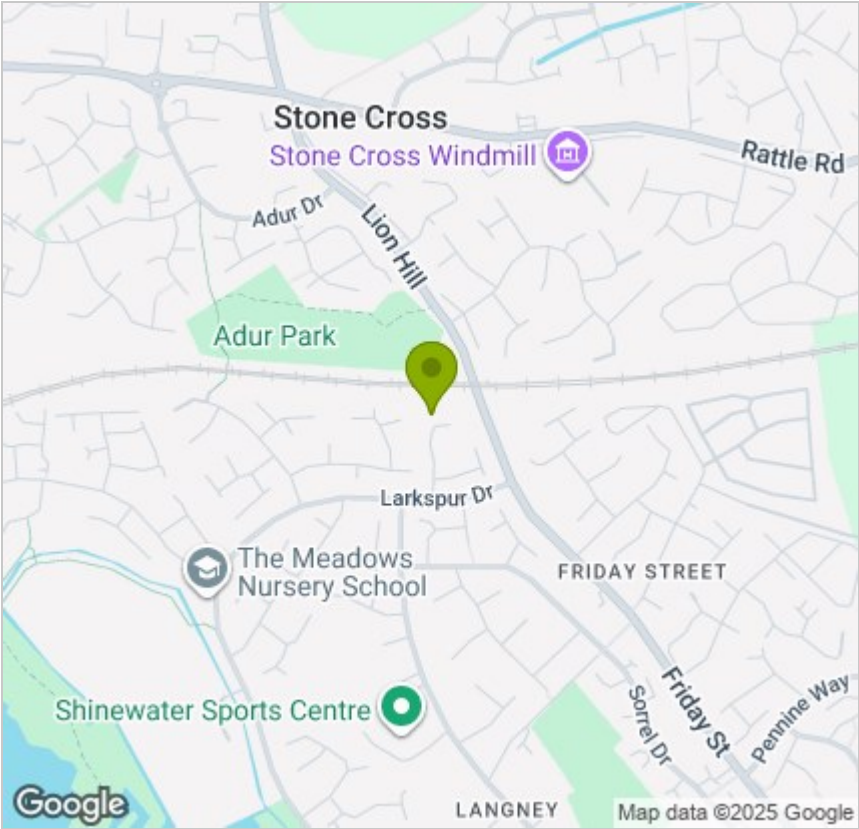 Stone Cross
Stone Cross Windmill
Rattle Rd
Adur Dr
Lion Hill
Adur Park
Larkspur Dr
The Meadows
Nursery School
FRIDAY STREET
Shinewater Sports Centre
Sorrel Dr
Friday St
Pennine Way
LANGNEY
Google
Map data ©2025 Google